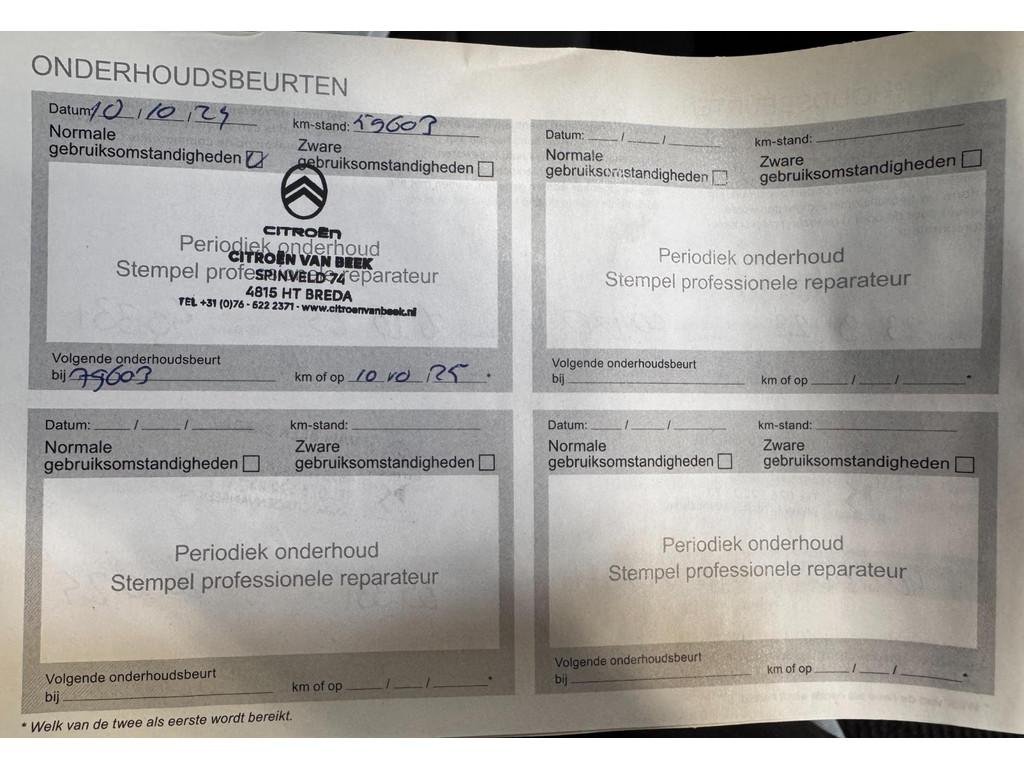 ONDERHOUDSBEURTEN
Datum: 10 / 10 / 24 km-stand: 59603
Normale gebruiksomstandigheden Zware gebruiksomstandigheden
CITROËN
Periodiek onderhoud
CITROËN VAN BEEK
Stempel professionele reparateur
SPINVELD 74
4815 HT BREDA
TEL +31 (0)76 - 522 2371 - www.citroenvanbeek.nl
Volgende onderhoudsbeurt
bij 79603 km of op 10 10 / 25 *
Datum: / / km-stand:
Normale gebruiksomstandigheden Zware gebruiksomstandigheden
Periodiek onderhoud
Stempel professionele reparateur
Volgende onderhoudsbeurt
bij km of op / / *
Datum: / / km-stand:
Normale gebruiksomstandigheden Zware gebruiksomstandigheden
Periodiek onderhoud
Stempel professionele reparateur
Volgende onderhoudsbeurt
bij km of op / / *
Datum: / / km-stand:
Normale gebruiksomstandigheden Zware gebruiksomstandigheden
Periodiek onderhoud
Stempel professionele reparateur
Volgende onderhoudsbeurt
bij km of op / / *
* Welk van de twee als eerste wordt bereikt.